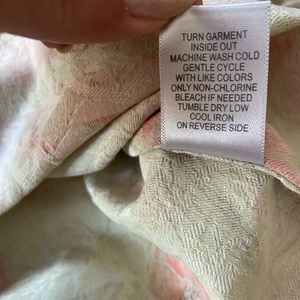 TURN GARMENT
INSIDE OUT
MACHINE WASH COLD
GENTLE CYCLE
WITH LIKE COLORS
ONLY NON-CHLORINE
BLEACH IF NEEDED
TUMBLE DRY LOW
COOL IRON
ON REVERSE SIDE